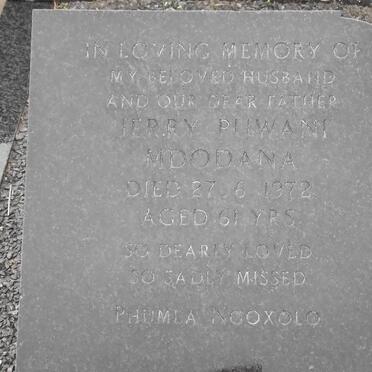 IN LOVING MEMORY OF
MY BELOVED HUSBAND
AND OUR DEAR FATHER
JERRY PUWANI
MDODANA
DIED 27.6.1972
AGED 61 YRS.
SO DEARLY LOVED
SO SADLY MISSED
PHUMLA NGOXOLO